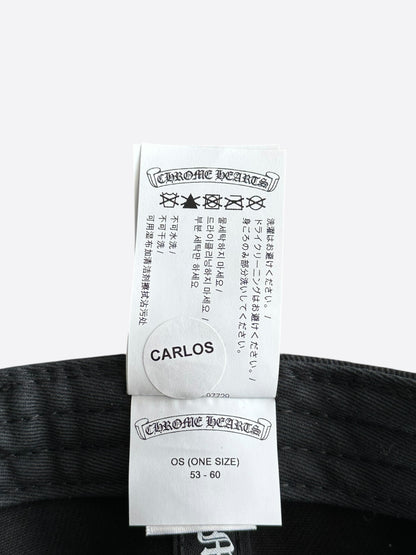 CHROME HEARTS
洗濯はお避けください。/
ドライクリーニングはお避けください。/
身ごろのみ部分洗いしてください。
물세탁하지 마세요 /
드라이클리닝하지 마세요 /
부분 세탁만 하세요
不可水洗 /
不可干洗 /
可用湿布加清洁剂擦拭沾污处
CARLOS
CHROME HEARTS
OS (ONE SIZE)
53 - 60